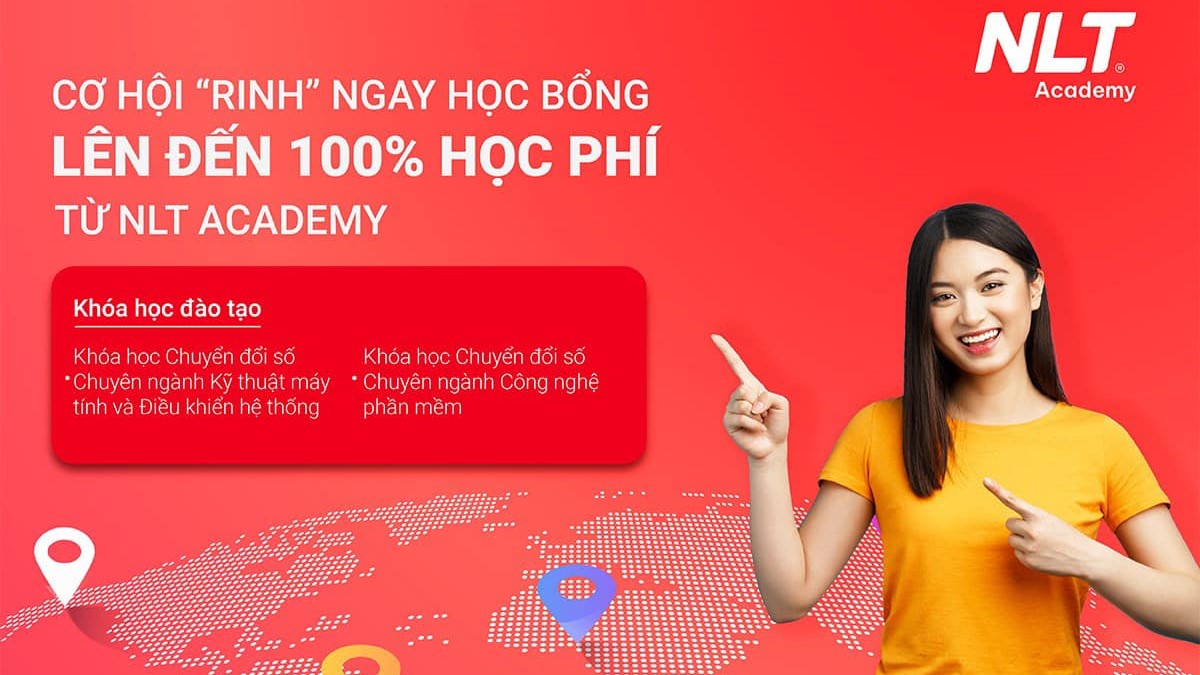 NLT®
Academy
CƠ HỘI “RINH” NGAY HỌC BỔNG
LÊN ĐẾN 100% HỌC PHÍ
TỪ NLT ACADEMY
Khóa học đào tạo
Khóa học Chuyển đổi số
• Chuyên ngành Kỹ thuật máy
tính và Điều khiển hệ thống
Khóa học Chuyển đổi số
• Chuyên ngành Công nghệ
phần mềm